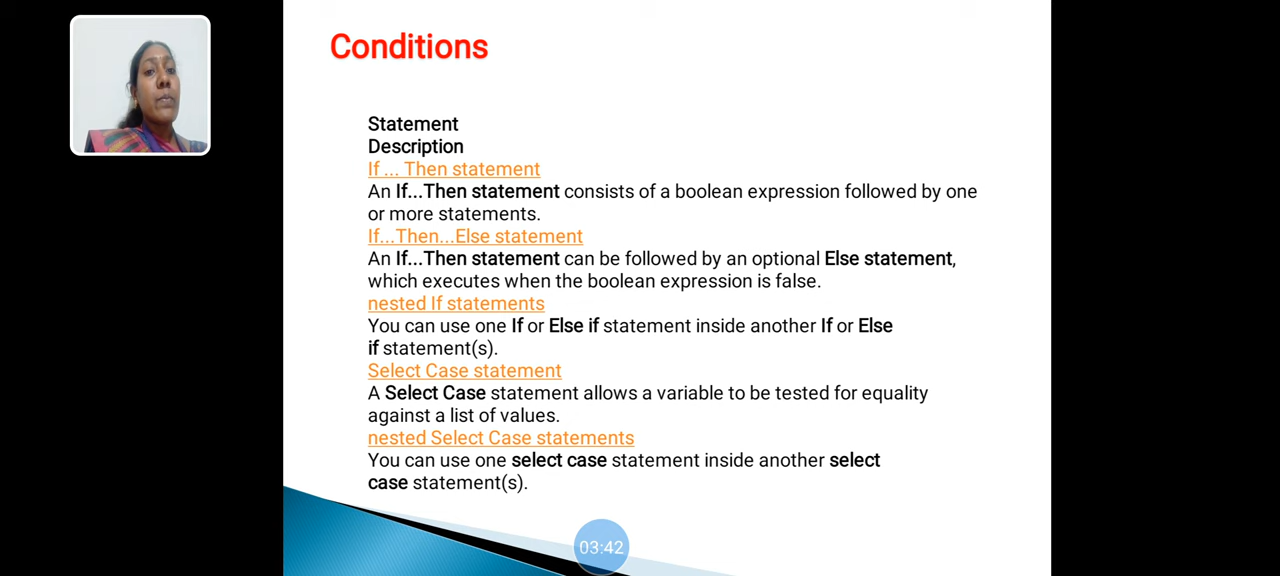 Conditions
Statement
Description
If ... Then statement
An If...Then statement consists of a boolean expression followed by one
or more statements.
If...Then...Else statement
An If...Then statement can be followed by an optional Else statement,
which executes when the boolean expression is false.
nested If statements
You can use one If or Else if statement inside another If or Else
if statement(s).
Select Case statement
A Select Case statement allows a variable to be tested for equality
against a list of values.
nested Select Case statements
You can use one select case statement inside another select
case statement(s).
03:42